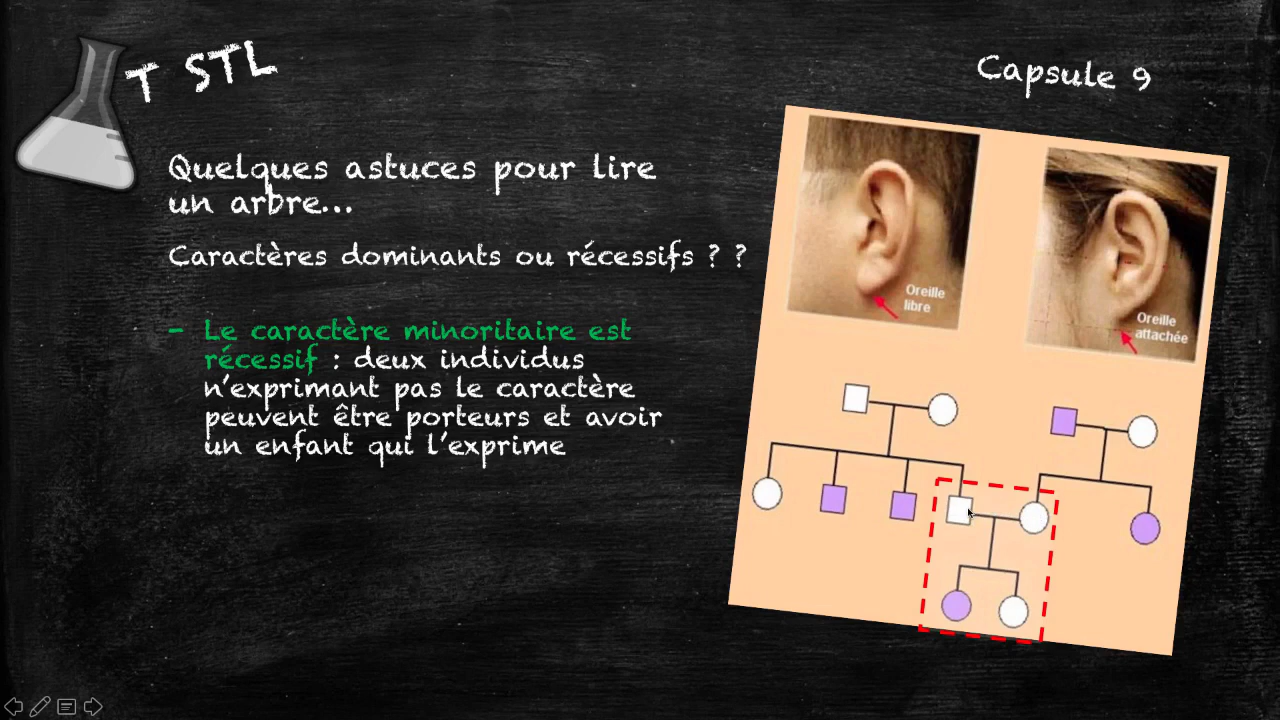 T STL
Capsule 9
Quelques astuces pour lire
un arbre...
Caractères dominants ou récessifs ? ?
- Le caractère minoritaire est
récessif : deux individus
n'exprimant pas le caractère
peuvent être porteurs et avoir
un enfant qui l'exprime
Oreille
libre
Oreille
attachée